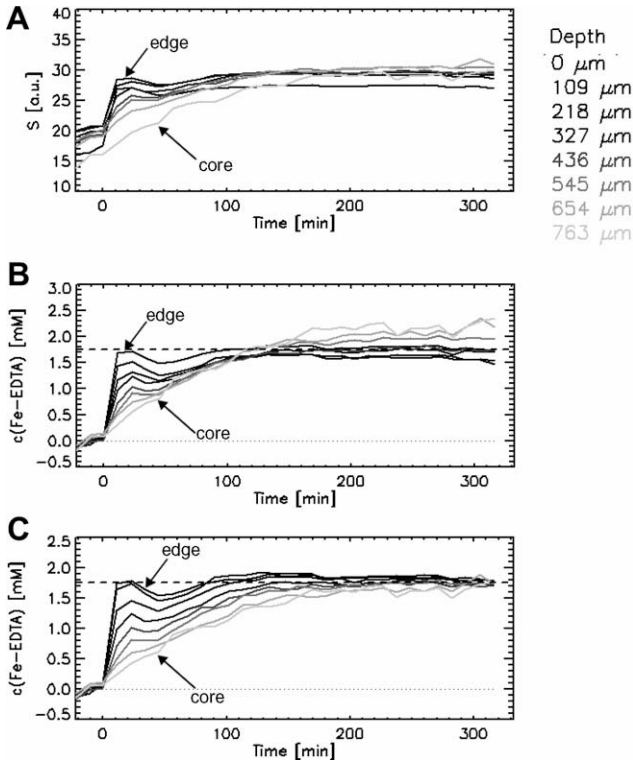 A
40
35
30
25
20
15
10
S [a.u.]
edge
core
0
100
200
300
Time [min]
Depth
0 µm
109 µm
218 µm
327 µm
436 µm
545 µm
654 µm
763 µm
B
3.0
2.5
2.0
1.5
1.0
0.5
0.0
-0.5
c(Fe-EDTA) [mM]
edge
core
0
100
200
300
Time [min]
C
2.5
2.0
1.5
1.0
0.5
0.0
-0.5
c(Fe-EDTA) [mM]
edge
core
0
100
200
300
Time [min]